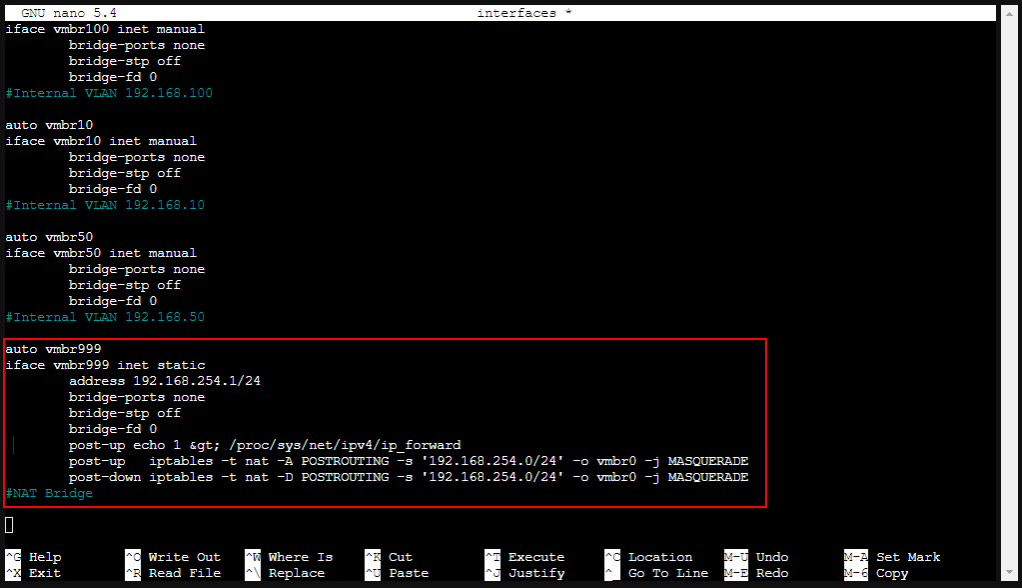 GNU nano 5.4 interfaces *
iface vmbr100 inet manual
bridge-ports none
bridge-stp off
bridge-fd 0
#Internal VLAN 192.168.100
auto vmbr10
iface vmbr10 inet manual
bridge-ports none
bridge-stp off
bridge-fd 0
#Internal VLAN 192.168.10
auto vmbr50
iface vmbr50 inet manual
bridge-ports none
bridge-stp off
bridge-fd 0
#Internal VLAN 192.168.50
auto vmbr999
iface vmbr999 inet static
address 192.168.254.1/24
bridge-ports none
bridge-stp off
bridge-fd 0
post-up echo 1 &gt; /proc/sys/net/ipv4/ip_forward
post-up   iptables -t nat -A POSTROUTING -s '192.168.254.0/24' -o vmbr0 -j MASQUERADE
post-down iptables -t nat -D POSTROUTING -s '192.168.254.0/24' -o vmbr0 -j MASQUERADE
#NAT Bridge
^G Help ^O Write Out ^W Where Is ^K Cut ^T Execute ^C Location M-U Undo M-A Set Mark
^X Exit ^R Read File ^\ Replace ^U Paste ^J Justify ^_ Go To Line M-E Redo M-6 Copy